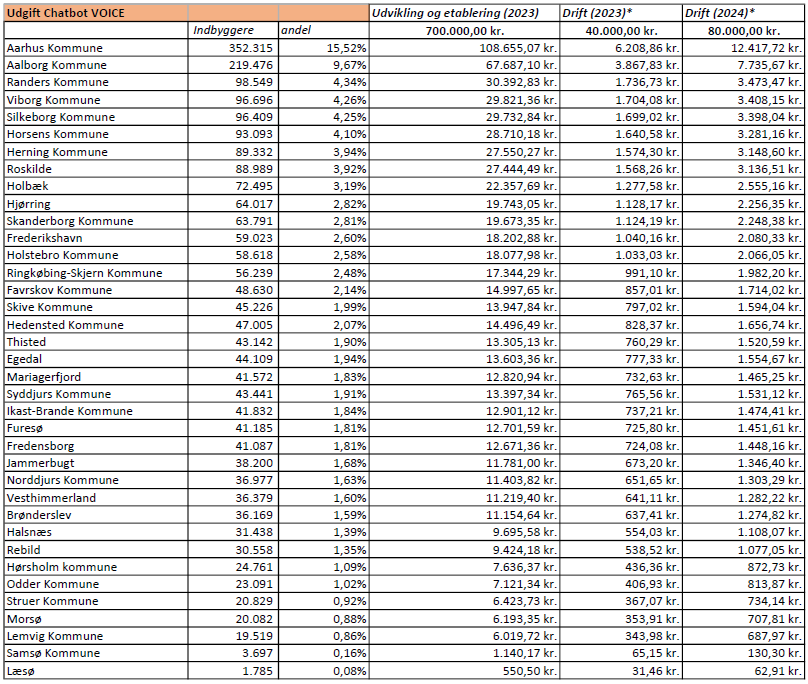 Udgift Chatbot VOICE Udvikling og etablering (2023) Drift (2023)* Drift (2024)*
Indbyggere andel 700.000,00 kr. 40.000,00 kr. 80.000,00 kr.
Aarhus Kommune 352.315 15,52% 108.655,07 kr. 6.208,86 kr. 12.417,72 kr.
Aalborg Kommune 219.476 9,67% 67.687,10 kr. 3.867,83 kr. 7.735,67 kr.
Randers Kommune 98.549 4,34% 30.392,83 kr. 1.736,73 kr. 3.473,47 kr.
Viborg Kommune 96.696 4,26% 29.821,36 kr. 1.704,08 kr. 3.408,15 kr.
Silkeborg Kommune 96.409 4,25% 29.732,84 kr. 1.699,02 kr. 3.398,04 kr.
Horsens Kommune 93.093 4,10% 28.710,18 kr. 1.640,58 kr. 3.281,16 kr.
Herning Kommune 89.332 3,94% 27.550,27 kr. 1.574,30 kr. 3.148,60 kr.
Roskilde 88.989 3,92% 27.444,49 kr. 1.568,26 kr. 3.136,51 kr.
Holbæk 72.495 3,19% 22.357,69 kr. 1.277,58 kr. 2.555,16 kr.
Hjørring 64.017 2,82% 19.743,05 kr. 1.128,17 kr. 2.256,35 kr.
Skanderborg Kommune 63.791 2,81% 19.673,35 kr. 1.124,19 kr. 2.248,38 kr.
Frederikshavn 59.023 2,60% 18.202,88 kr. 1.040,16 kr. 2.080,33 kr.
Holstebro Kommune 58.618 2,58% 18.077,98 kr. 1.033,03 kr. 2.066,05 kr.
Ringkøbing-Skjern Kommune 56.239 2,48% 17.344,29 kr. 991,10 kr. 1.982,20 kr.
Favrskov Kommune 48.630 2,14% 14.997,65 kr. 857,01 kr. 1.714,02 kr.
Skive Kommune 45.226 1,99% 13.947,84 kr. 797,02 kr. 1.594,04 kr.
Hedensted Kommune 47.005 2,07% 14.496,49 kr. 828,37 kr. 1.656,74 kr.
Thisted 43.142 1,90% 13.305,13 kr. 760,29 kr. 1.520,59 kr.
Egedal 44.109 1,94% 13.603,36 kr. 777,33 kr. 1.554,67 kr.
Mariagerfjord 41.572 1,83% 12.820,94 kr. 732,63 kr. 1.465,25 kr.
Syddjurs Kommune 43.441 1,91% 13.397,34 kr. 765,56 kr. 1.531,12 kr.
Ikast-Brande Kommune 41.832 1,84% 12.901,12 kr. 737,21 kr. 1.474,41 kr.
Furesø 41.185 1,81% 12.701,59 kr. 725,80 kr. 1.451,61 kr.
Fredensborg 41.087 1,81% 12.671,36 kr. 724,08 kr. 1.448,16 kr.
Jammerbugt 38.200 1,68% 11.781,00 kr. 673,20 kr. 1.346,40 kr.
Norddjurs Kommune 36.977 1,63% 11.403,82 kr. 651,65 kr. 1.303,29 kr.
Vesthimmerland 36.379 1,60% 11.219,40 kr. 641,11 kr. 1.282,22 kr.
Brønderslev 36.169 1,59% 11.154,64 kr. 637,41 kr. 1.274,82 kr.
Halsnæs 31.438 1,39% 9.695,58 kr. 554,03 kr. 1.108,07 kr.
Rebild 30.558 1,35% 9.424,18 kr. 538,52 kr. 1.077,05 kr.
Hørsholm kommune 24.761 1,09% 7.636,37 kr. 436,36 kr. 872,73 kr.
Odder Kommune 23.091 1,02% 7.121,34 kr. 406,93 kr. 813,87 kr.
Struer Kommune 20.829 0,92% 6.423,73 kr. 367,07 kr. 734,14 kr.
Morsø 20.082 0,88% 6.193,35 kr. 353,91 kr. 707,81 kr.
Lemvig Kommune 19.519 0,86% 6.019,72 kr. 343,98 kr. 687,97 kr.
Samsø Kommune 3.697 0,16% 1.140,17 kr. 65,15 kr. 130,30 kr.
Læsø 1.785 0,08% 550,50 kr. 31,46 kr. 62,91 kr.